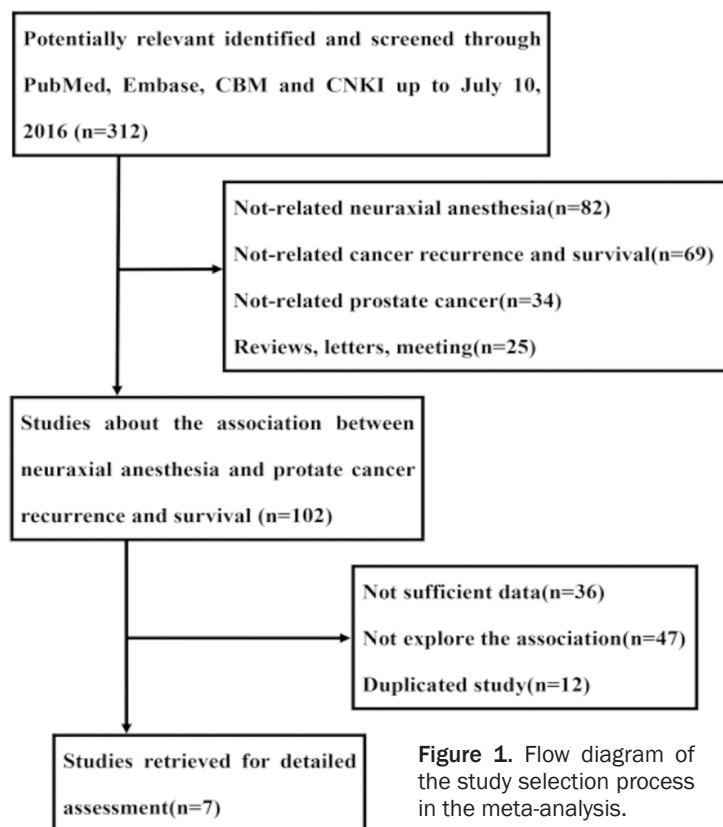 Potentially relevant identified and screened through
PubMed, Embase, CBM and CNKI up to July 10,
2016 (n=312)
Not-related neuraxial anesthesia(n=82)
Not-related cancer recurrence and survival(n=69)
Not-related prostate cancer(n=34)
Reviews, letters, meeting(n=25)
Studies about the association between
neuraxial anesthesia and protate cancer
recurrence and survival (n=102)
Not sufficient data(n=36)
Not explore the association(n=47)
Duplicated study(n=12)
Studies retrieved for detailed
assessment(n=7)
Figure 1. Flow diagram of
the study selection process
in the meta-analysis.